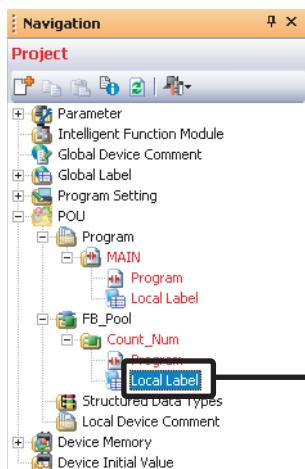 Navigation
Project
Parameter
Intelligent Function Module
Global Device Comment
Global Label
Program Setting
POU
Program
MAIN
Program
Local Label
FB_Pool
Count_Num
Program
Local Label
Structured Data Types
Local Device Comment
Device Memory
Device Initial Value